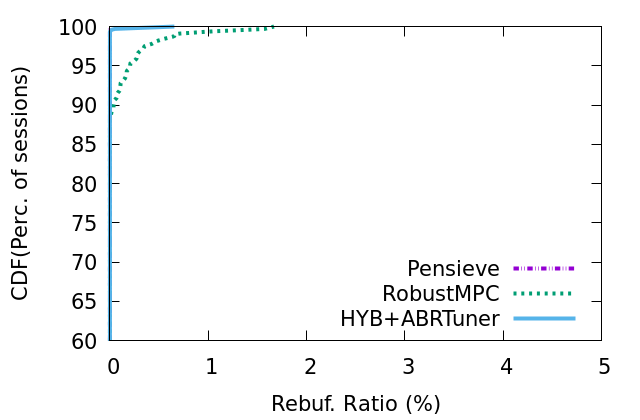 CDF(Perc. of sessions)
100
95
90
85
80
75
70
65
60
Pensieve
RobustMPC
HYB+ABRTuner
0 1 2 3 4 5
Rebuf. Ratio (%)